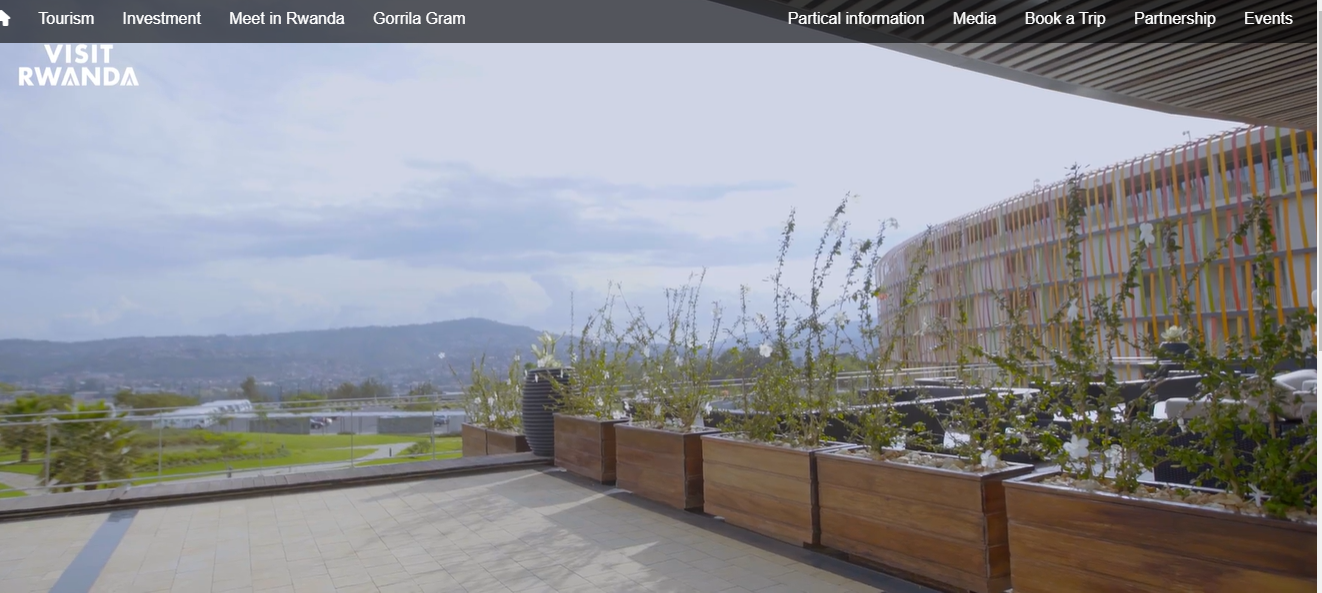 Tourism Investment Meet in Rwanda Gorrila Gram Partical information Media Book a Trip Partnership Events
VISIT
RWANDA